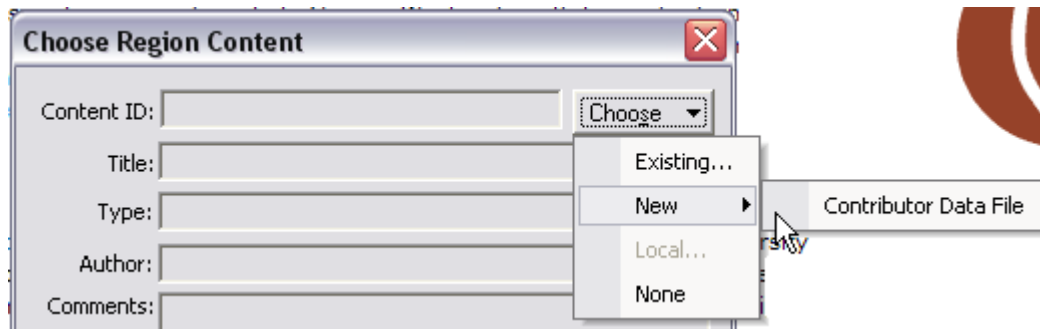 Choose Region Content
Content ID:
Choose
Title:
Existing...
Type:
New
Contributor Data File
Author:
Local...
Comments:
None